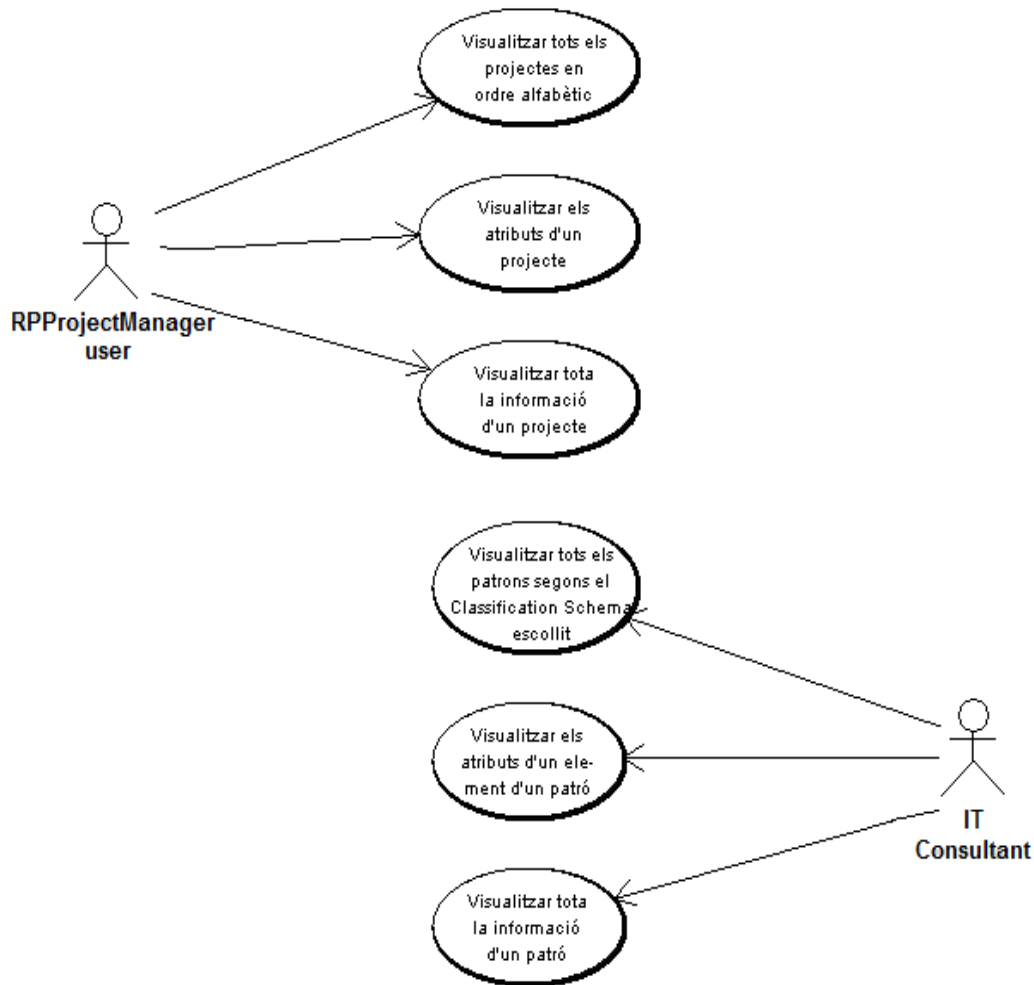 Visualitzar tots els
projectes en
ordre alfabètic
Visualitzar els
atributs d'un
projecte
RPProjectManager
user
Visualitzar tota
la informació
d'un projecte
Visualitzar tots els
patrons segons el
Classification Schema
escollit
Visualitzar els
atributs d'un ele-
ment d'un patró
IT
Consultant
Visualitzar tota
la informació
d'un patró